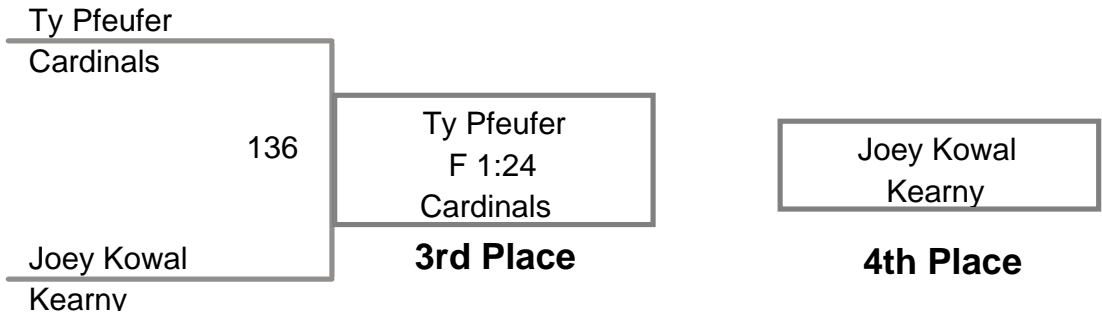 Ty Pfeufer
Cardinals
136
Joey Kowal
Kearny
Ty Pfeufer
F 1:24
Cardinals
3rd Place
Joey Kowal
Kearny
4th Place